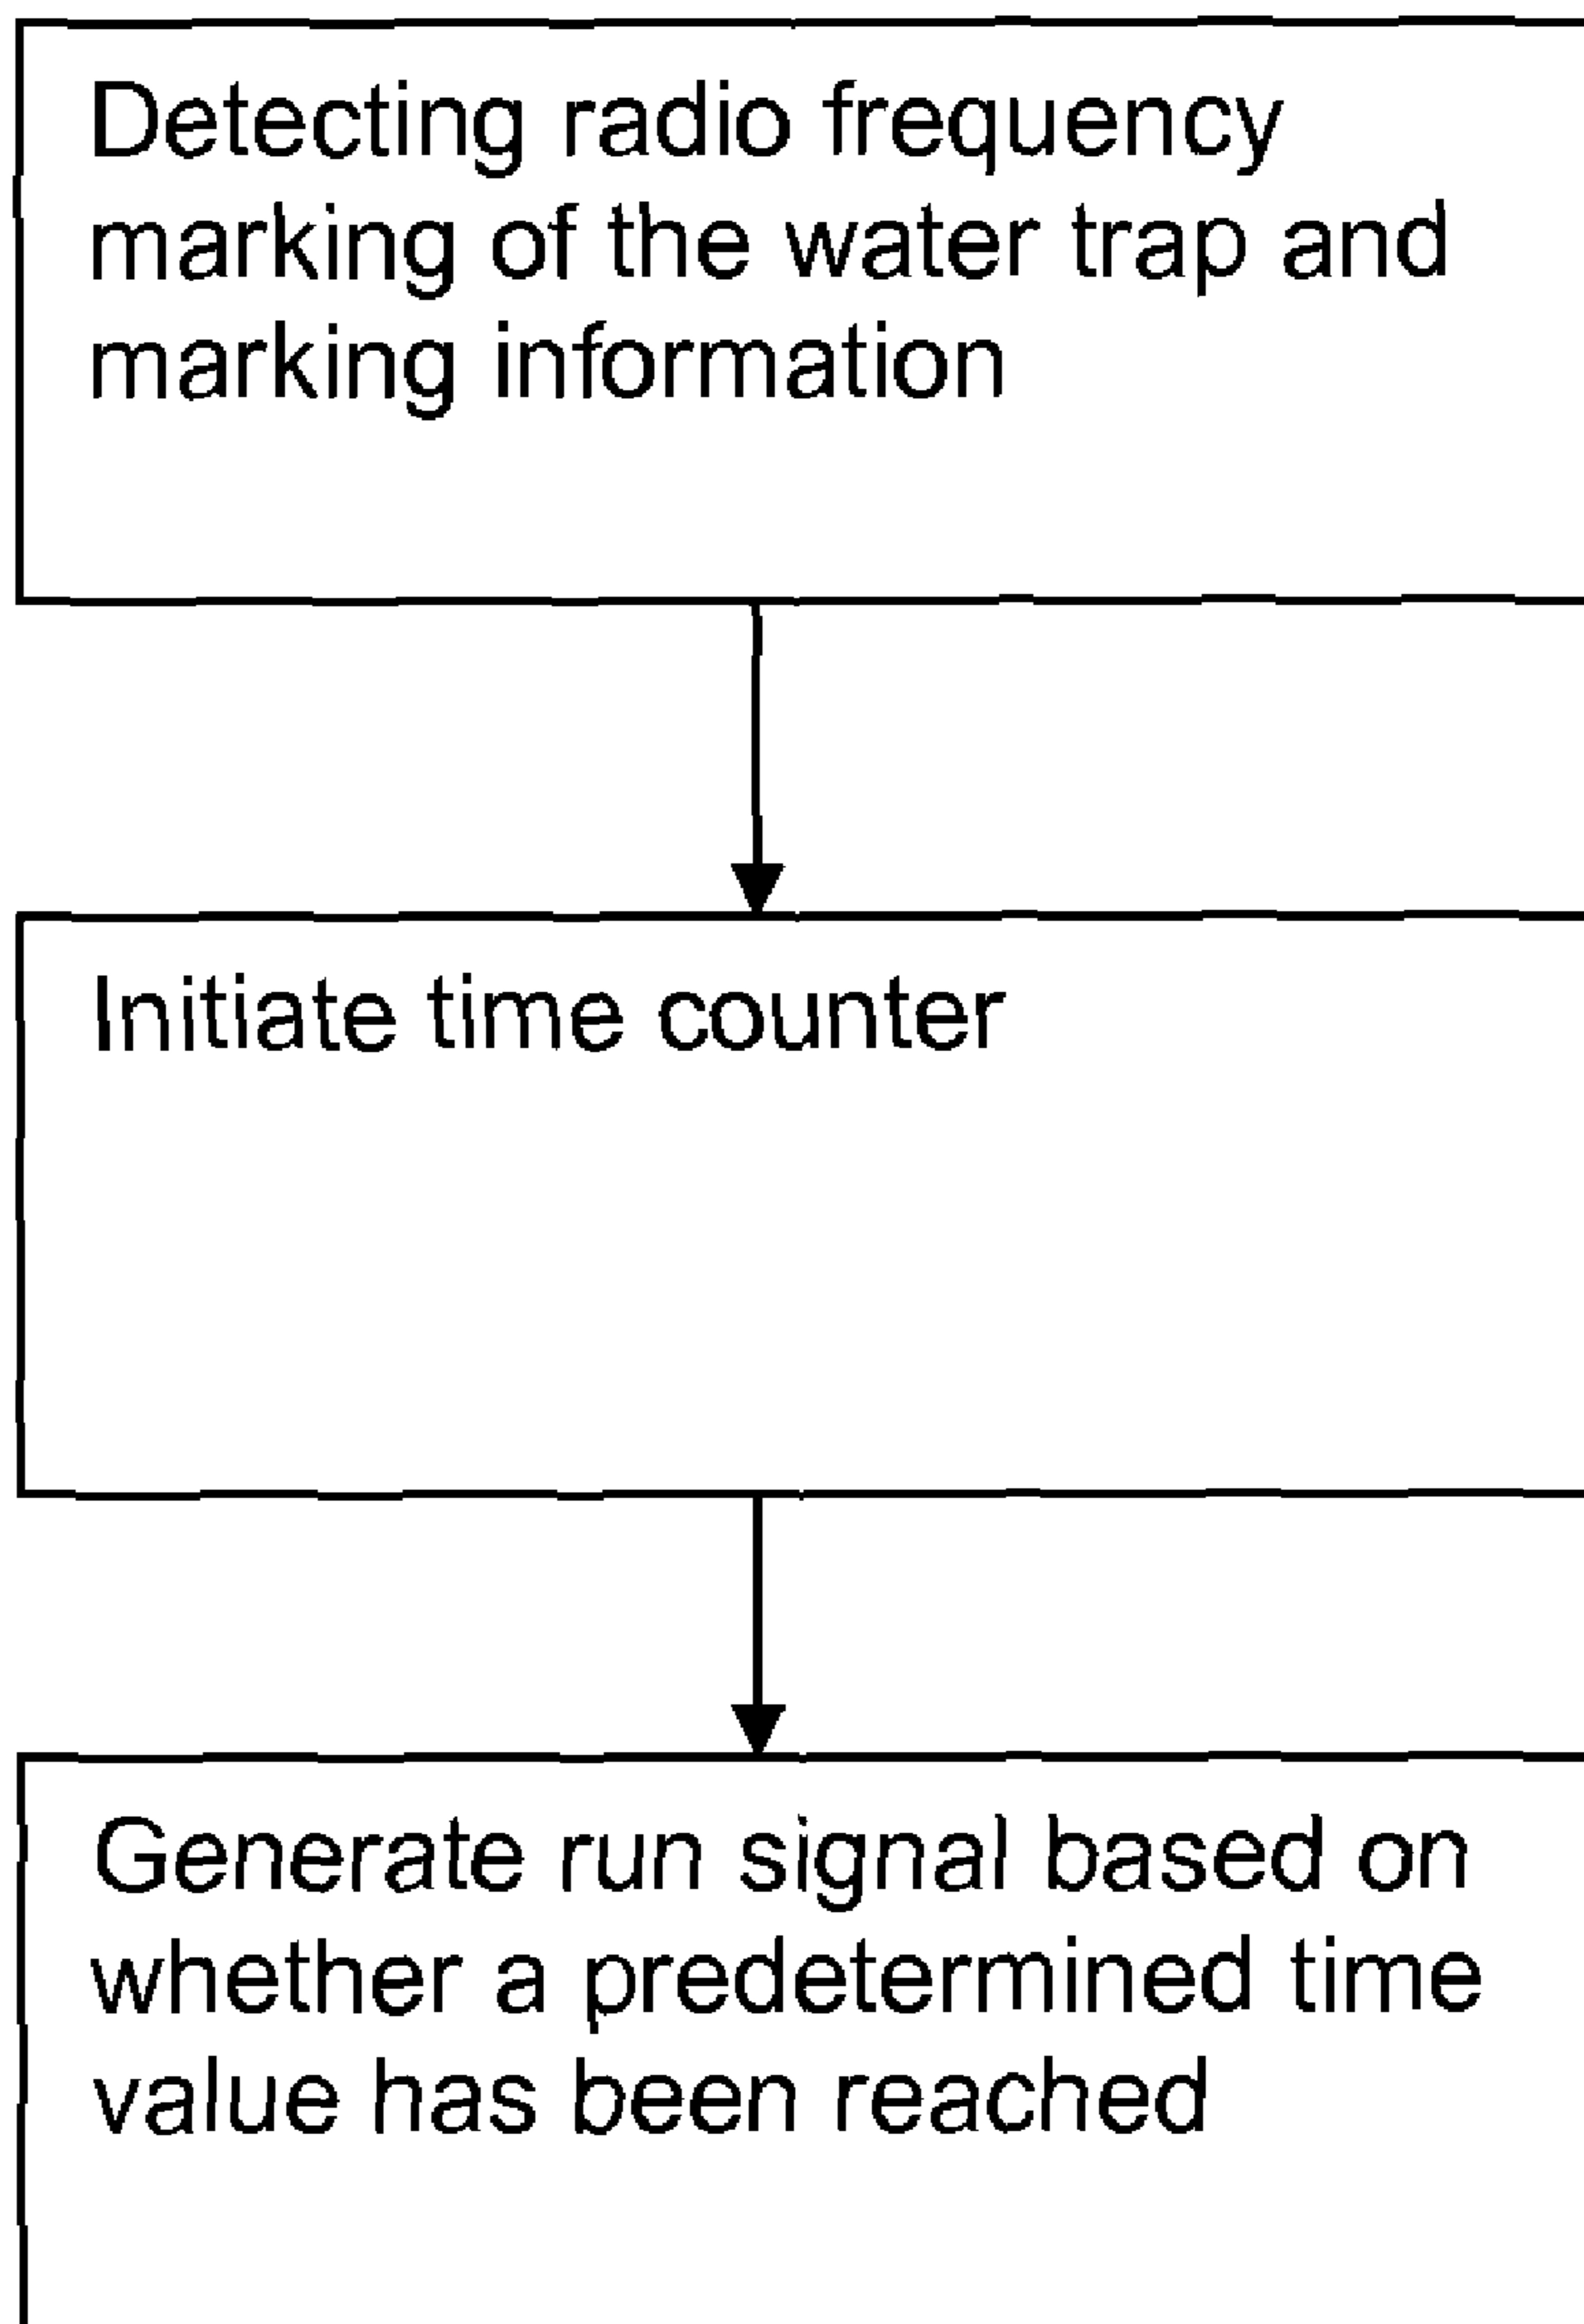 Detecting radio frequency
marking of the water trap and
marking information
Initiate time counter
Generate run signal based on
whether a predetermined time
value has been reached